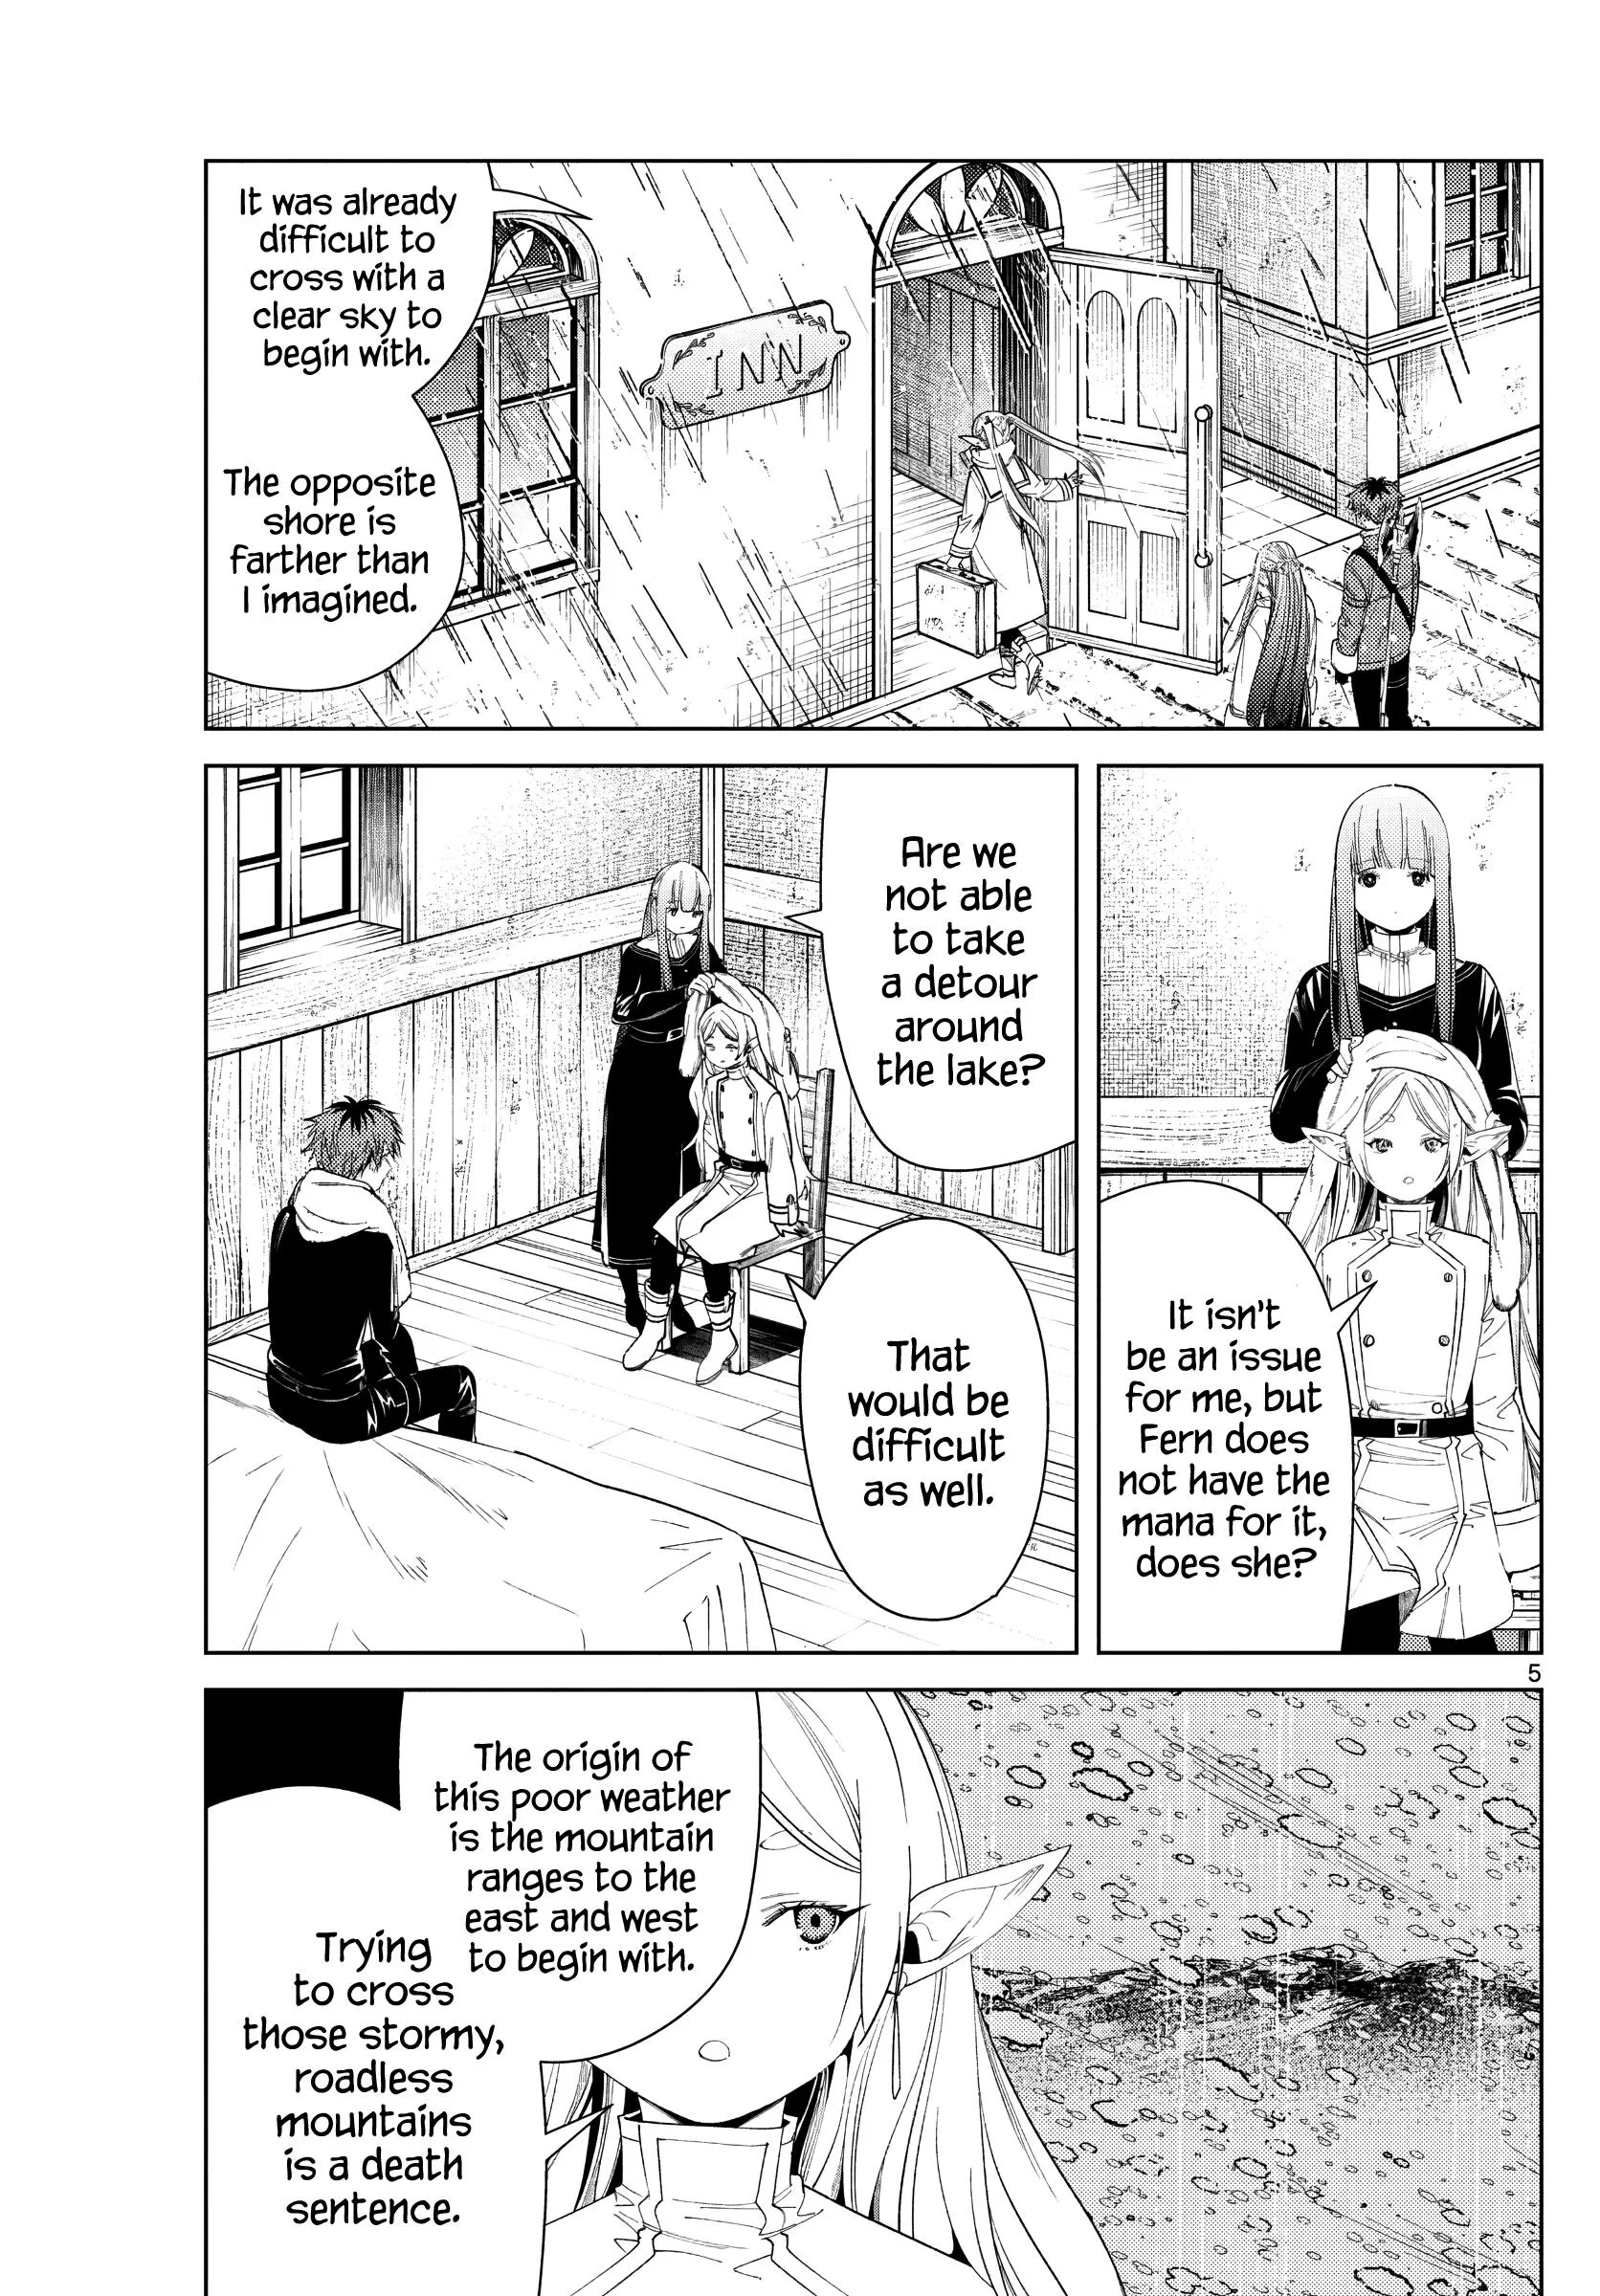 It was already
difficult to
cross with a
clear sky to
begin with.
The opposite
shore is
farther than
I imagined.
INN
It isn't
be an issue
for me, but
Fern does
not have the
mana for it,
does she?
Are we
not able
to take
a detour
around
the lake?
That
would be
difficult
as well.
5
The origin of
this poor weather
is the mountain
ranges to the
east and west
to begin with.
Trying
to cross
those stormy,
roadless
mountains
is a death
sentence.